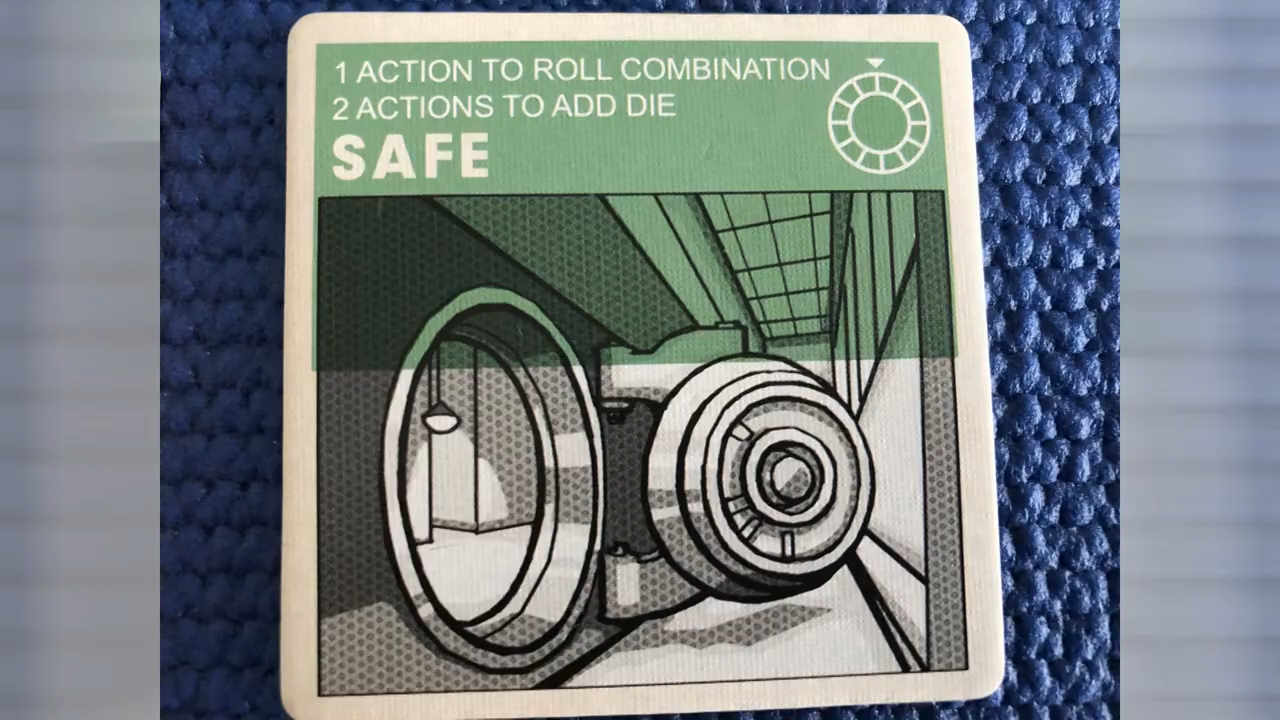 1 ACTION TO ROLL COMBINATION
2 ACTIONS TO ADD DIE
SAFE